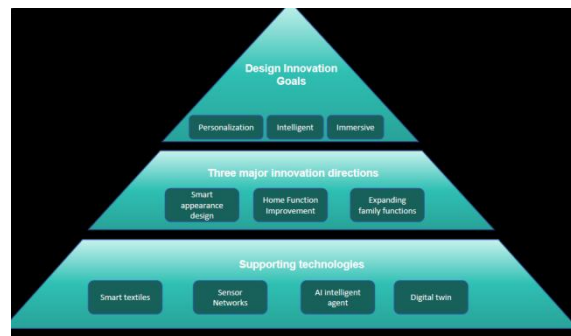 Design Innovation
Goals
Personalization
Intelligent
Immersive
Three major innovation directions
Smart
appearance
design
Home Function
Improvement
Expanding
family functions
Supporting technologies
Smart textiles
Sensor
Networks
AI intelligent
agent
Digital twin